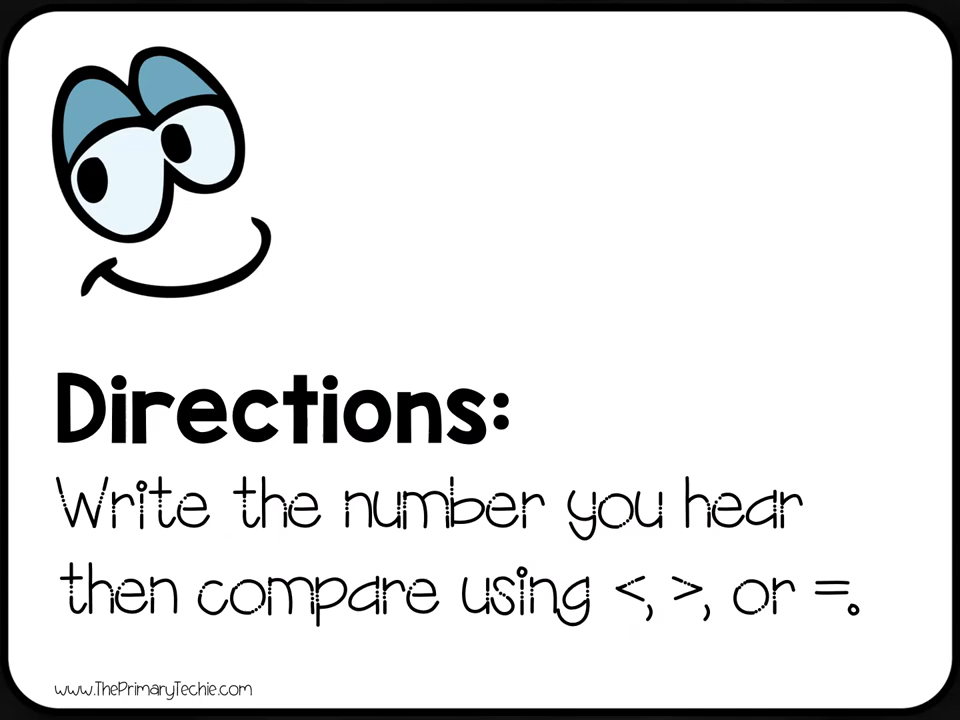 Directions:
Write the number you hear
then compare using <, >, or =.
www.ThePrimaryTechie.com